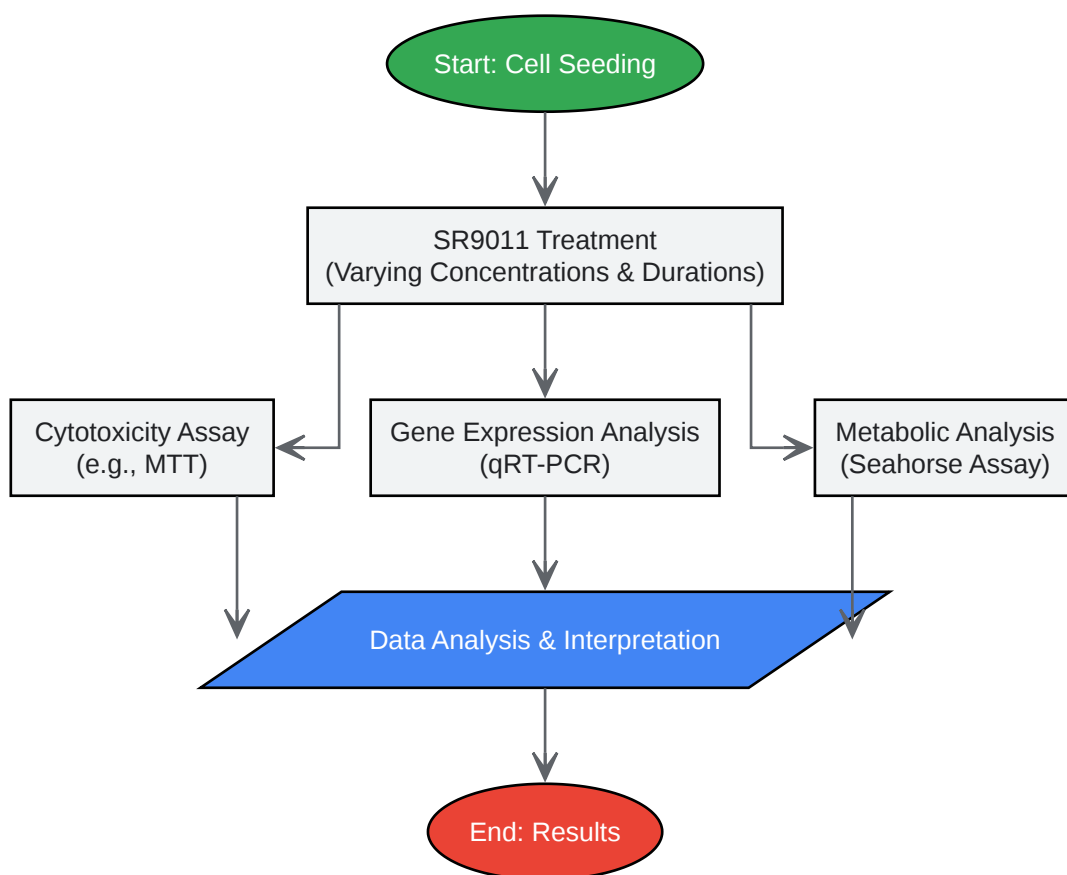 Start: Cell Seeding
SR9011 Treatment
(Varying Concentrations & Durations)
Cytotoxicity Assay
(e.g., MTT)
Gene Expression Analysis
(qRT-PCR)
Metabolic Analysis
(Seahorse Assay)
Data Analysis & Interpretation
End: Results